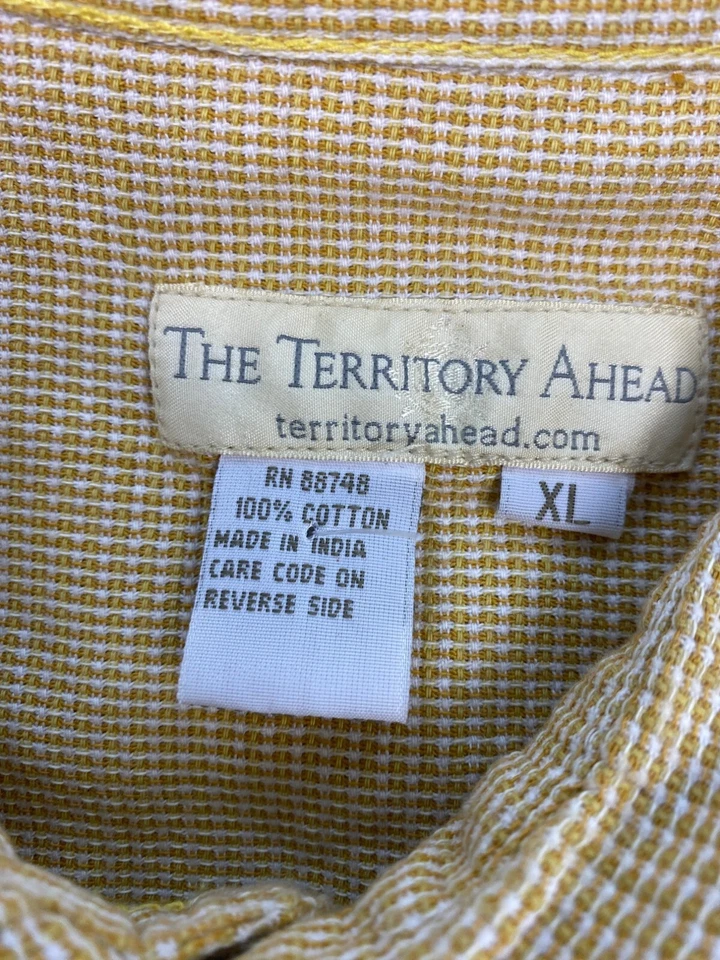 THE TERRITORY AHEAD
territoryahead.com
XL
RN 88748
100% COTTON
MADE IN INDIA
CARE CODE ON
REVERSE SIDE